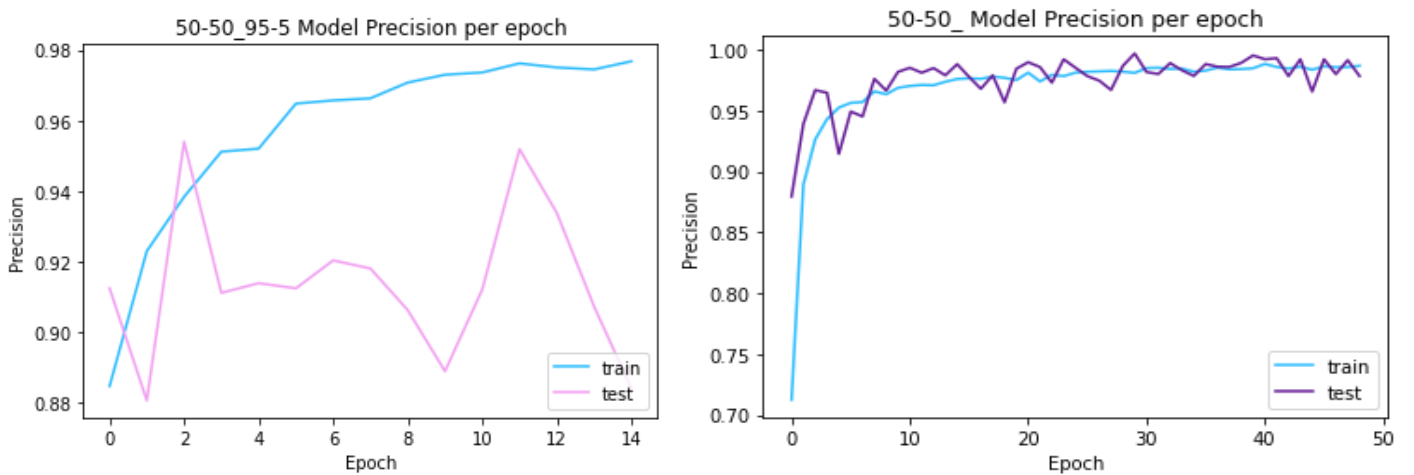 50-50_95-5 Model Precision per epoch
Precision
0.98
0.96
0.94
0.92
0.90
0.88
train
test
0 2 4 6 8 10 12 14
Epoch
50-50_ Model Precision per epoch
Precision
1.00
0.95
0.90
0.85
0.80
0.75
0.70
train
test
0 10 20 30 40 50
Epoch